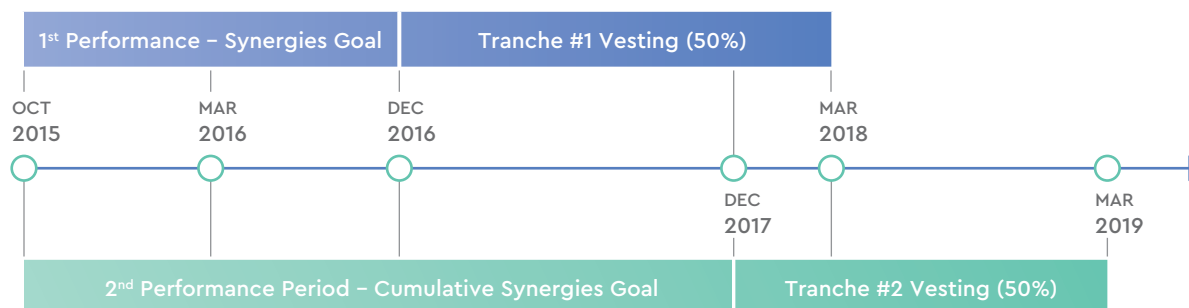 1st Performance – Synergies Goal
Tranche #1 Vesting (50%)
OCT
2015
MAR
2016
DEC
2016
MAR
2018
DEC
2017
MAR
2019
2nd Performance Period – Cumulative Synergies Goal
Tranche #2 Vesting (50%)